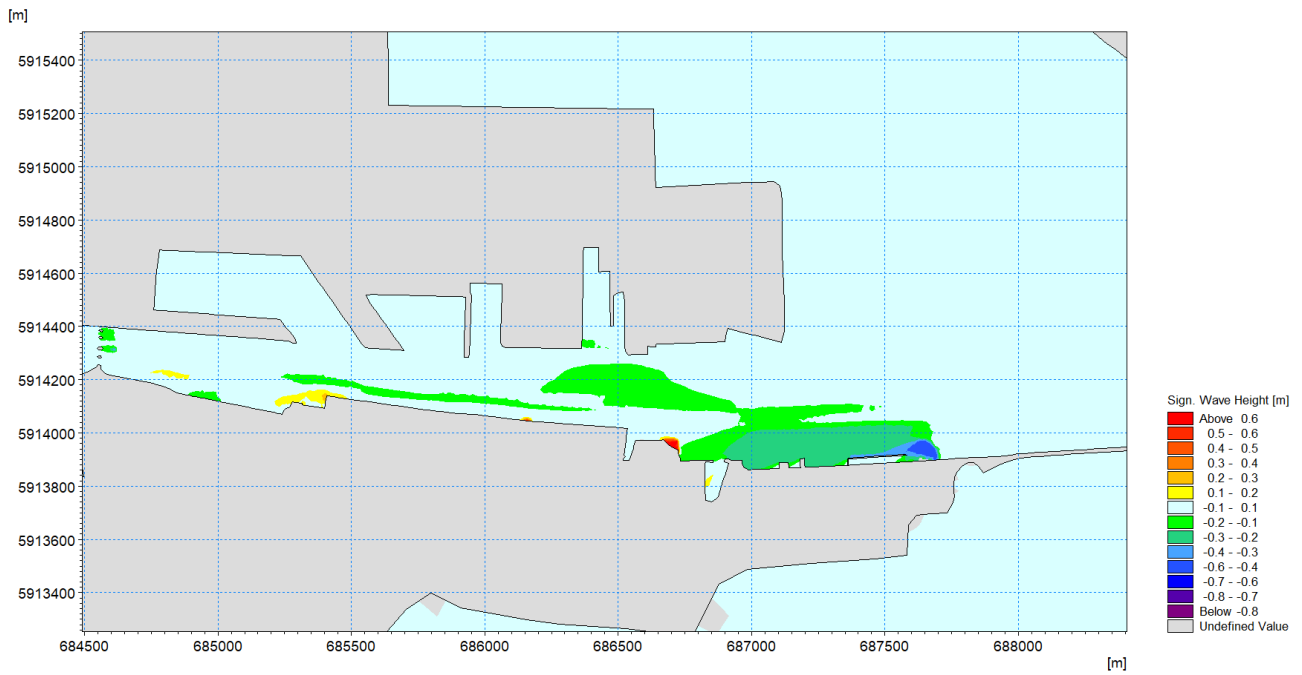 [m]
5915400
5915200
5915000
5914800
5914600
5914400
5914200
5914000
5913800
5913600
5913400
684500 685000 685500 686000 686500 687000 687500 688000
[m]
Sign. Wave Height [m]
Above 0.6
0.5 - 0.6
0.4 - 0.5
0.3 - 0.4
0.2 - 0.3
0.1 - 0.2
-0.1 - 0.1
-0.2 - -0.1
-0.3 - -0.2
-0.4 - -0.3
-0.6 - -0.4
-0.7 - -0.6
-0.8 - -0.7
Below -0.8
Undefined Value